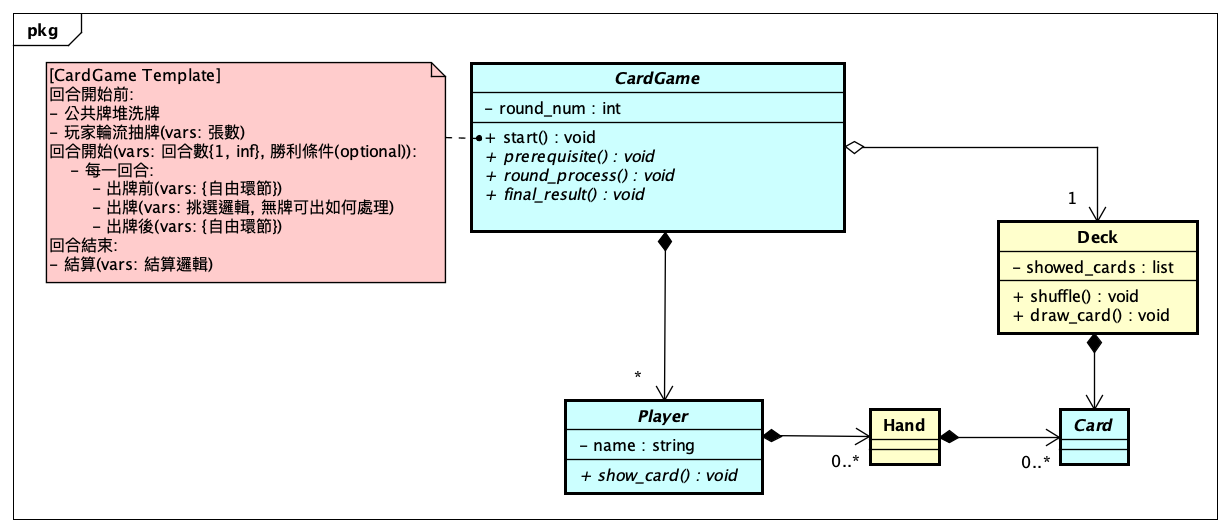 pkg
[CardGame Template]
回合開始前:
- 公共牌堆洗牌
- 玩家輪流抽牌(vars: 張數)
回合開始(vars: 回合數{1, inf}, 勝利條件(optional)):
- 每一回合:
- 出牌前(vars: {自由環節})
- 出牌(vars: 挑選邏輯, 無牌可出如何處理)
- 出牌後(vars: {自由環節})
回合結束:
- 結算(vars: 結算邏輯)
CardGame
- round_num : int
+ start() : void
+ prerequisite() : void
+ round_process() : void
+ final_result() : void
1
Deck
- showed_cards : list
+ shuffle() : void
+ draw_card() : void
*
Player
- name : string
+ show_card() : void
0..*
Hand
0..*
Card